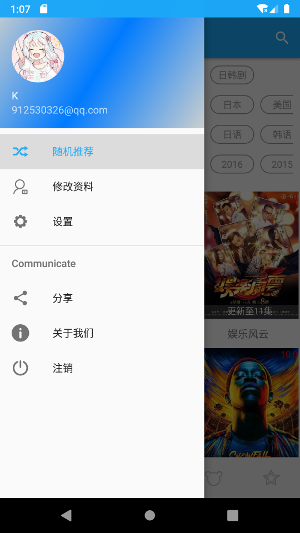 1:07
K
912530326@qq.com
随机推荐
修改资料
设置
Communicate
分享
关于我们
注销
日韩剧
日本
美国
日语
韩语
2016
2015
更新至11集
娱乐风云